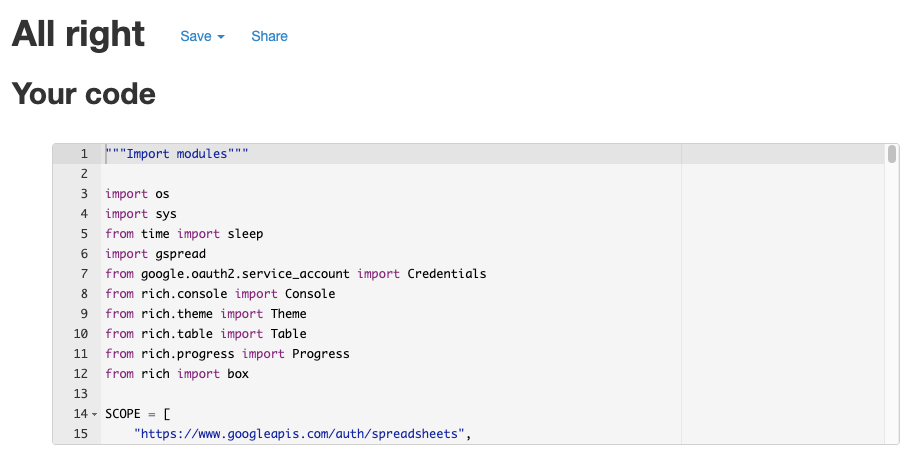 All right Save Share
Your code
1 """Import modules"""
2
3 import os
4 import sys
5 from time import sleep
6 import gspread
7 from google.oauth2.service_account import Credentials
8 from rich.console import Console
9 from rich.theme import Theme
10 from rich.table import Table
11 from rich.progress import Progress
12 from rich import box
13
14 SCOPE = [
15 "https://www.googleapis.com/auth/spreadsheets",